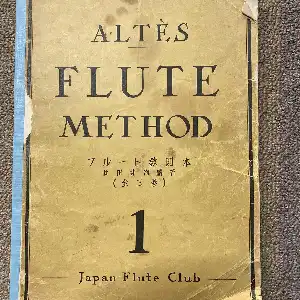 ALTÈS
FLUTE
METHOD
フルート教則本
1
Japan Flute Club